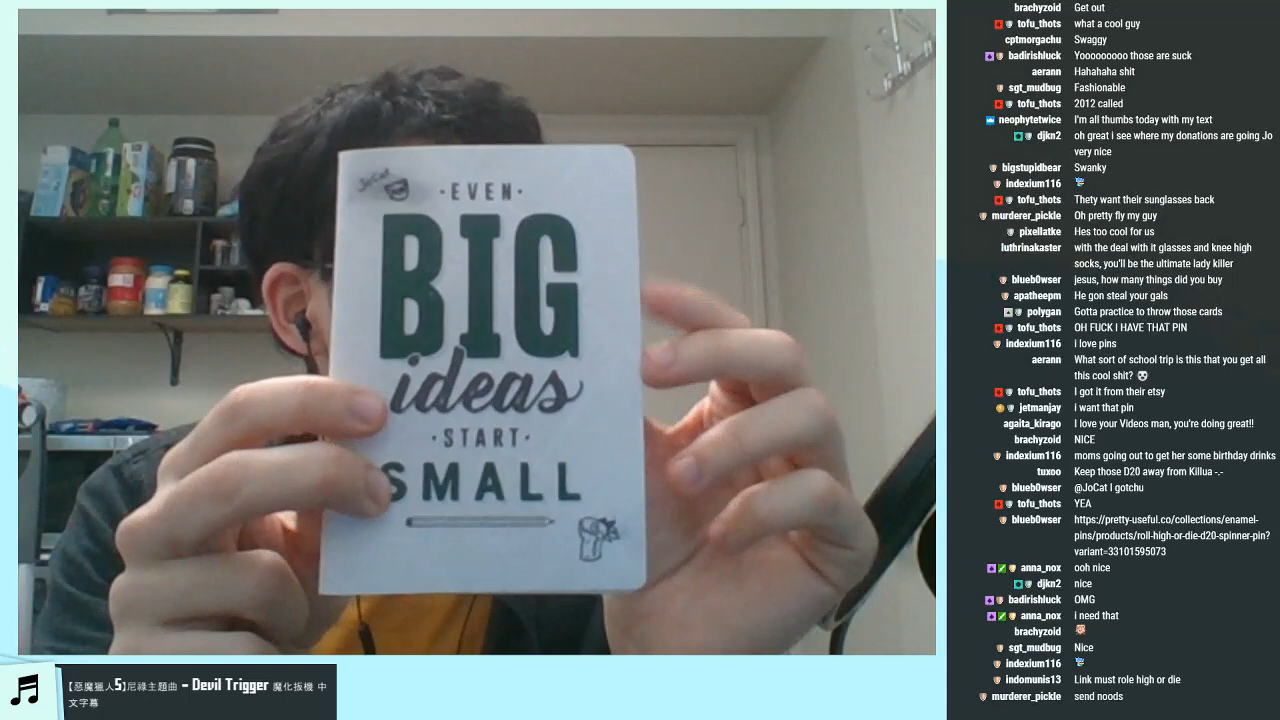 JoCat
·EVEN·
BIG
ideas
·START·
SMALL
【惡魔獵人5】尼祿主題曲 - Devil Trigger 魔化扳機 中
文字幕
brachyzoid Get out
tofu_thots what a cool guy
cptmorgachu Swaggy
badirishluck Yooooooooo those are suck
aerann Hahahaha shit
sgt_mudbug Fashionable
tofu_thots 2012 called
neophytetwice I'm all thumbs today with my text
djkn2 oh great i see where my donations are going Jo
very nice
bigstupidbear Swanky
indexium116
tofu_thots Thety want their sunglasses back
murderer_pickle Oh pretty fly my guy
pixellatke Hes too cool for us
luthrinakaster with the deal with it glasses and knee high
socks, you'll be the ultimate lady killer
blueb0wser jesus, how many things did you buy
apatheepm He gon steal your gals
polygan Gotta practice to throw those cards
tofu_thots OH FUCK I HAVE THAT PIN
indexium116 i love pins
aerann What sort of school trip is this that you get all
this cool shit?
tofu_thots I got it from their etsy
jetmanjay i want that pin
agaita_kirago I love your Videos man, you're doing great!!
brachyzoid NICE
indexium116 moms going out to get her some birthday drinks
tuxoo Keep those D20 away from Killua -.-
blueb0wser @JoCat I gotchu
tofu_thots YEA
blueb0wser https://pretty-useful.co/collections/enamel-
pins/products/roll-high-or-die-d20-spinner-pin?
variant=33101595073
anna_nox ooh nice
djkn2 nice
badirishluck OMG
anna_nox i need that
brachyzoid
sgt_mudbug Nice
indexium116
indomunis13 Link must role high or die
murderer_pickle send noods